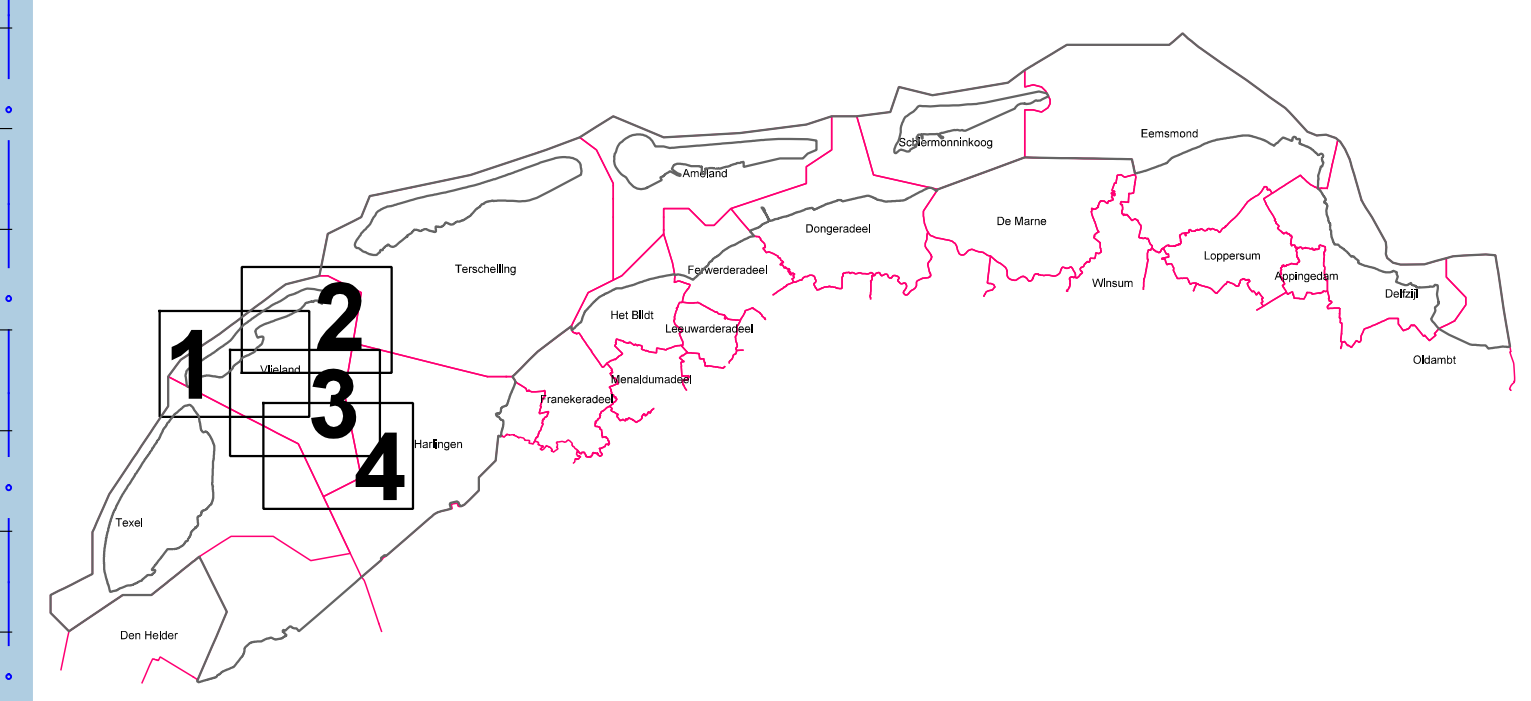 Eemsmond
Schiermonninkoog
Ameland
De Marne
Dongeradeel
Loppersum
Terschelling
Ferwerderadeel
Appingedam
WInsum
Delfzijl
2
Het BIldt
Leeuwarderadeel
1
Oldambt
Vlieland
Menaldumadeel
3
Franekeradeel
Harlingen
4
Texel
Den Helder